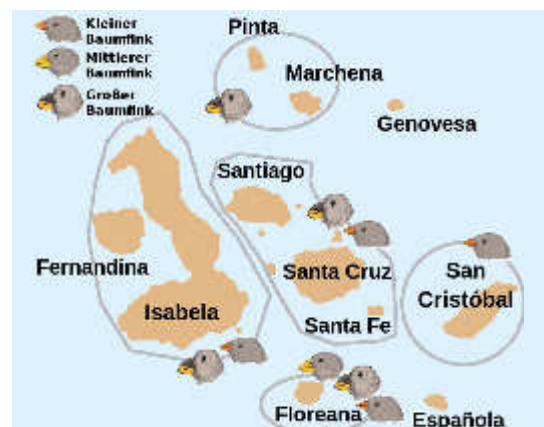 Kleiner
Baumfink
Mittlerer
Baumfink
Großer
Baumfink
Pinta
Marchena
Genovesa
Santiago
Fernandina
Santa Cruz
San
Cristóbal
Isabela
Santa Fe
Floreana
Española